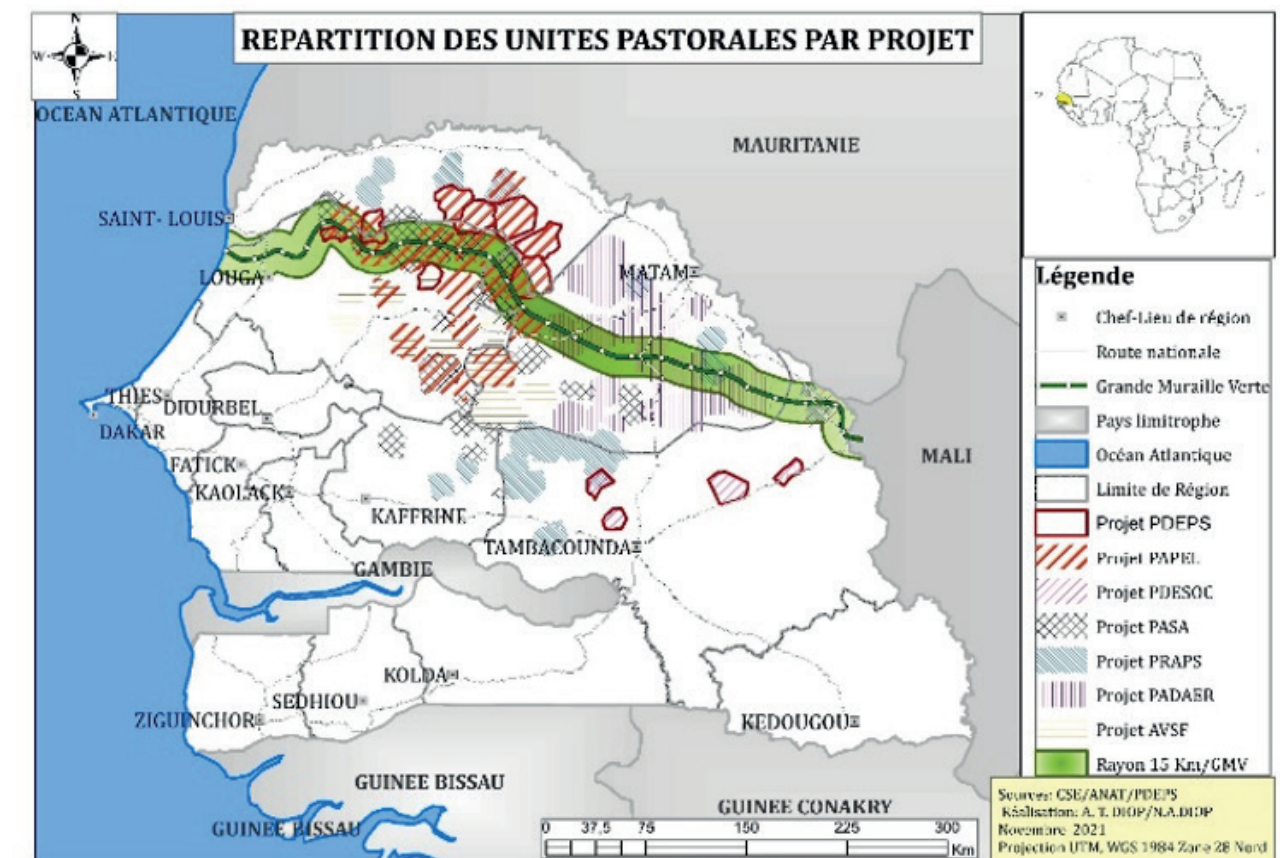 N
W
E
S
REPARTITION DES UNITES PASTORALES PAR PROJET
OCEAN ATLANTIQUE
MAURITANIE
SAINT- LOUIS
MATAM
LOUGA
THIES
DIOURBEL
DAKAR
MALI
FATICK
KAOLACK
KAFFRINE
TAMBACOUNDA
GAMBIE
KOLDA
SEDHIOU
ZIGUINCHOR
KEDOUGOU
GUINEE BISSAU
GUINEE CONAKRY
GUINEE BISSAU
0 37,5 75 150 225 300
Km
Légende
Chef-Lieu de région
Route nationale
Grande Muraille Verte
Pays limitrophe
Océan Atlantique
Limite de Région
Projet PDEPS
Projet PAPEL
Projet PDESOC
Projet PASA
Projet PRAPS
Projet PADAER
Projet AVSF
Rayon 15 Km/GMV
Sources: CSE/ANAT/PDEPS
Réalisation: A. T. DIOP/N.A.DIOP
Novembre 2021
Projection UTM, WGS 1984 Zone 28 Nord